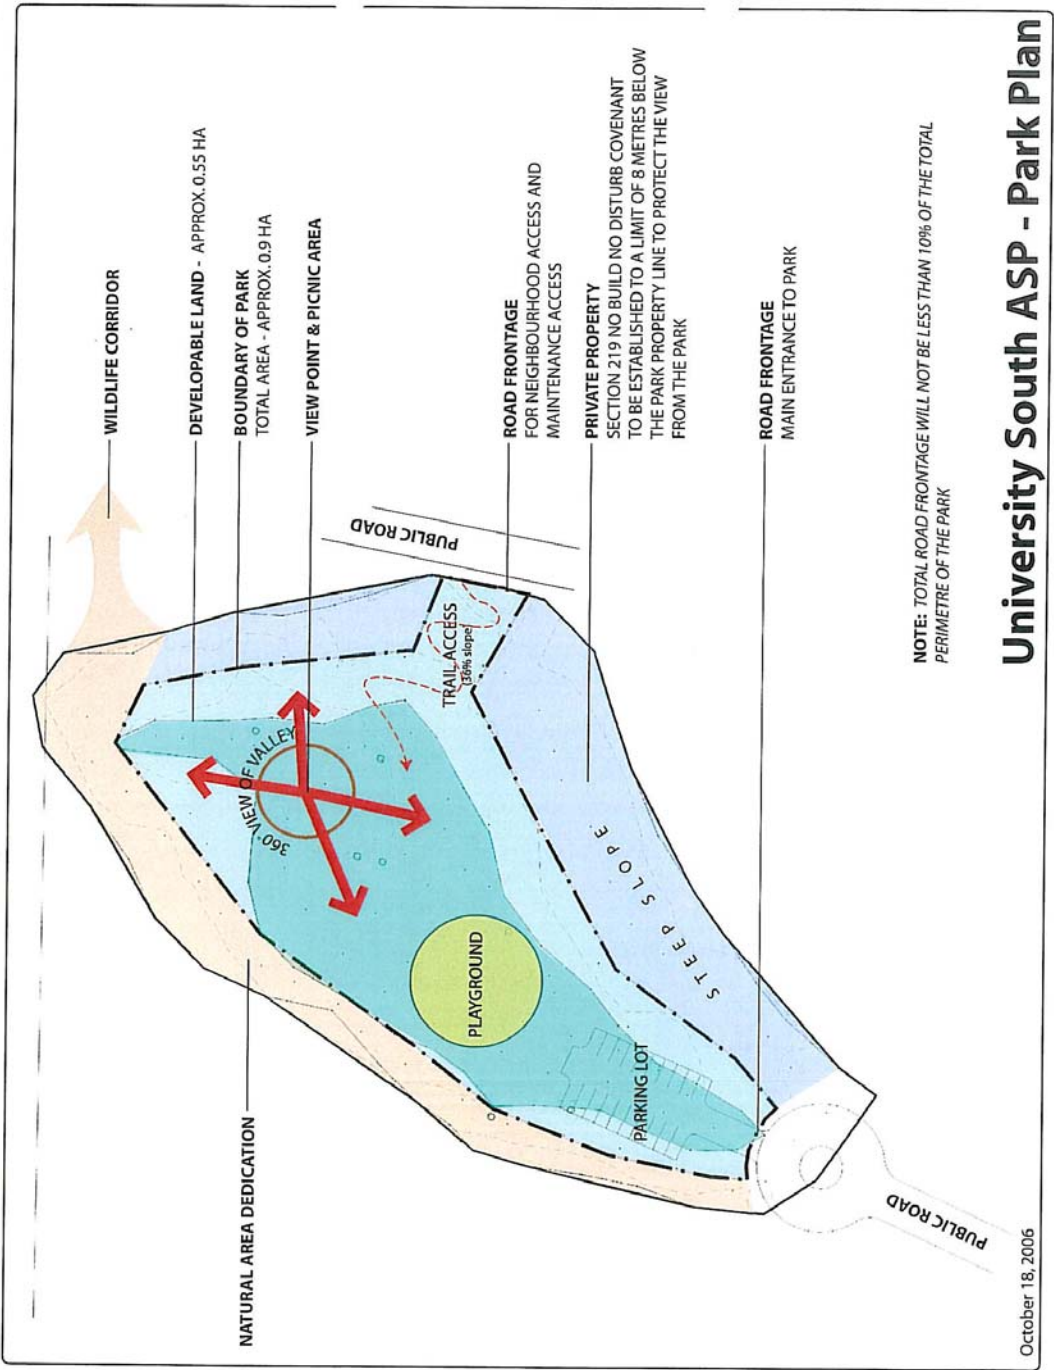 WILDLIFE CORRIDOR
DEVELOPABLE LAND - APPROX. 0.55 HA
BOUNDARY OF PARK
TOTAL AREA - APPROX. 0.9 HA
VIEW POINT & PICNIC AREA
NATURAL AREA DEDICATION
360° VIEW OF VALLEY
PUBLIC ROAD
TRAIL ACCESS
(36% slope)
ROAD FRONTAGE
FOR NEIGHBOURHOOD ACCESS AND
MAINTENANCE ACCESS
PLAYGROUND
PRIVATE PROPERTY
SECTION 219 NO BUILD NO DISTURB COVENANT
TO BE ESTABLISHED TO A LIMIT OF 8 METRES BELOW
THE PARK PROPERTY LINE TO PROTECT THE VIEW
FROM THE PARK
STEEP SLOPE
PARKING LOT
ROAD FRONTAGE
MAIN ENTRANCE TO PARK
PUBLIC ROAD
NOTE: TOTAL ROAD FRONTAGE WILL NOT BE LESS THAN 10% OF THE TOTAL
PERIMETRE OF THE PARK
October 18, 2006
University South ASP - Park Plan